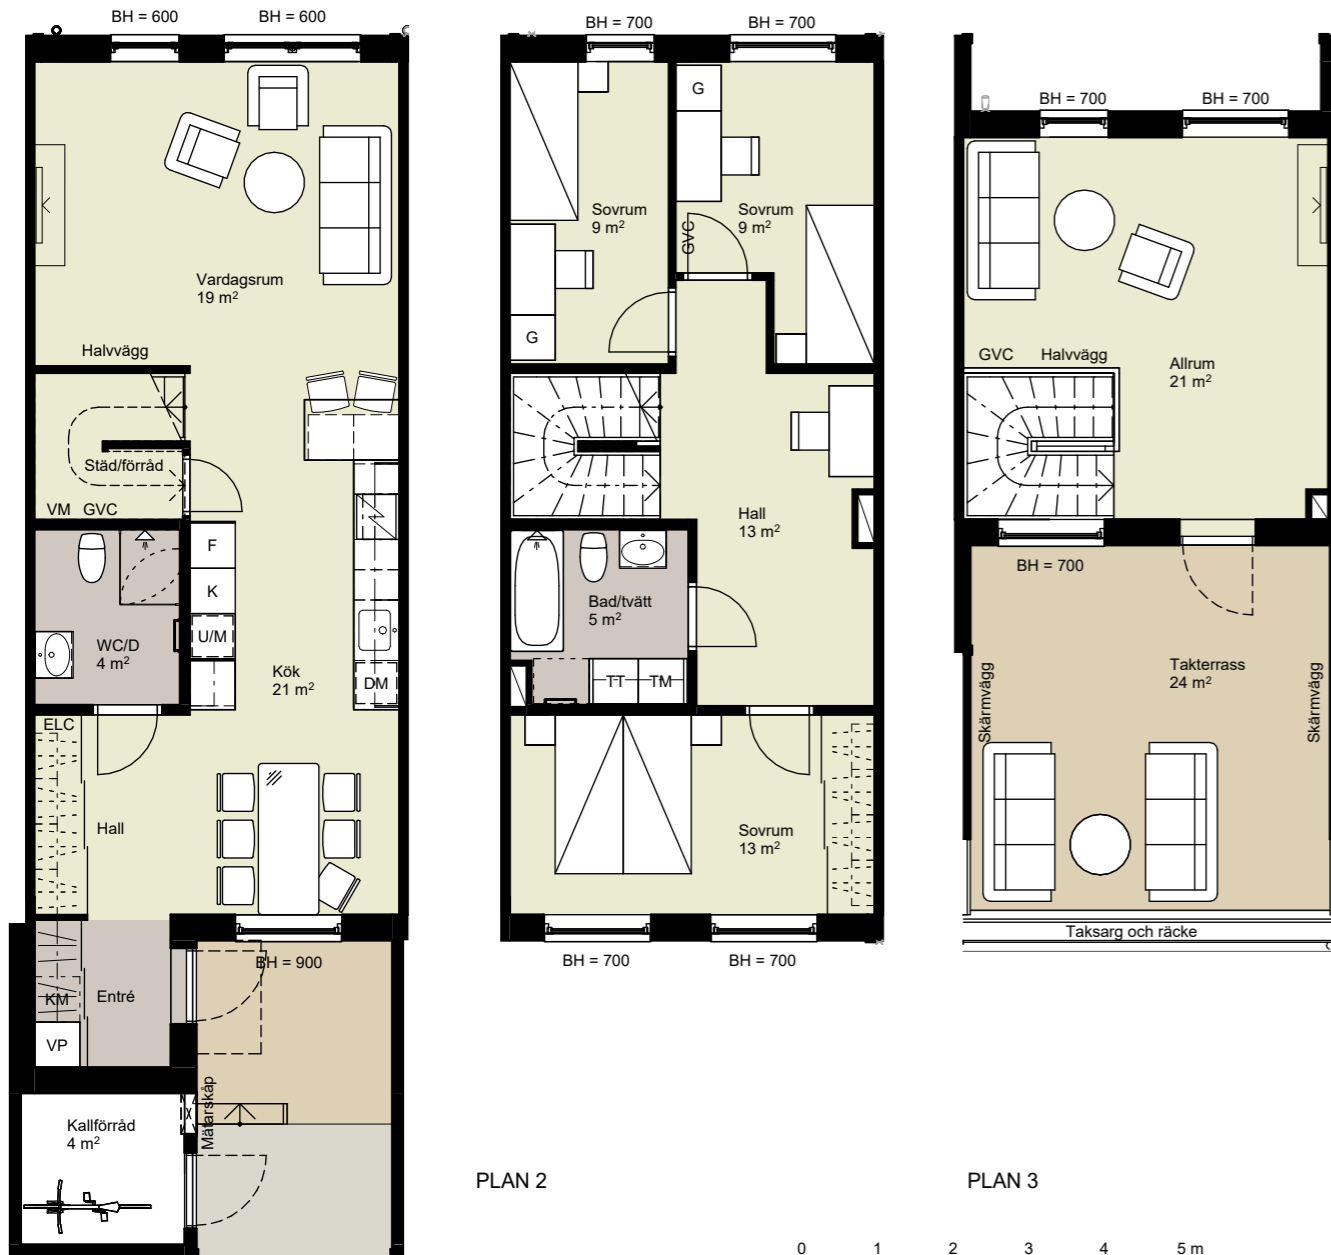 BH = 600
BH = 600
Vardagsrum
19 m²
Halvvägg
Städ/förråd
VM GVC
F
K
U/M
WC/D
4 m²
Kök
21 m²
DM
ELC
Hall
BH = 900
KM
Entré
VP
Mätarskåp
Kallförråd
4 m²
BH = 700
BH = 700
G
Sovrum
9 m²
Sovrum
9 m²
GVC
G
Hall
13 m²
Bad/tvätt
5 m²
TT
TM
Sovrum
13 m²
BH = 700
BH = 700
PLAN 2
BH = 700
BH = 700
GVC
Halvvägg
Allrum
21 m²
BH = 700
Takterrass
24 m²
Skärmvägg
Skärmvägg
Taksarg och räcke
PLAN 3
0 1 2 3 4 5 m